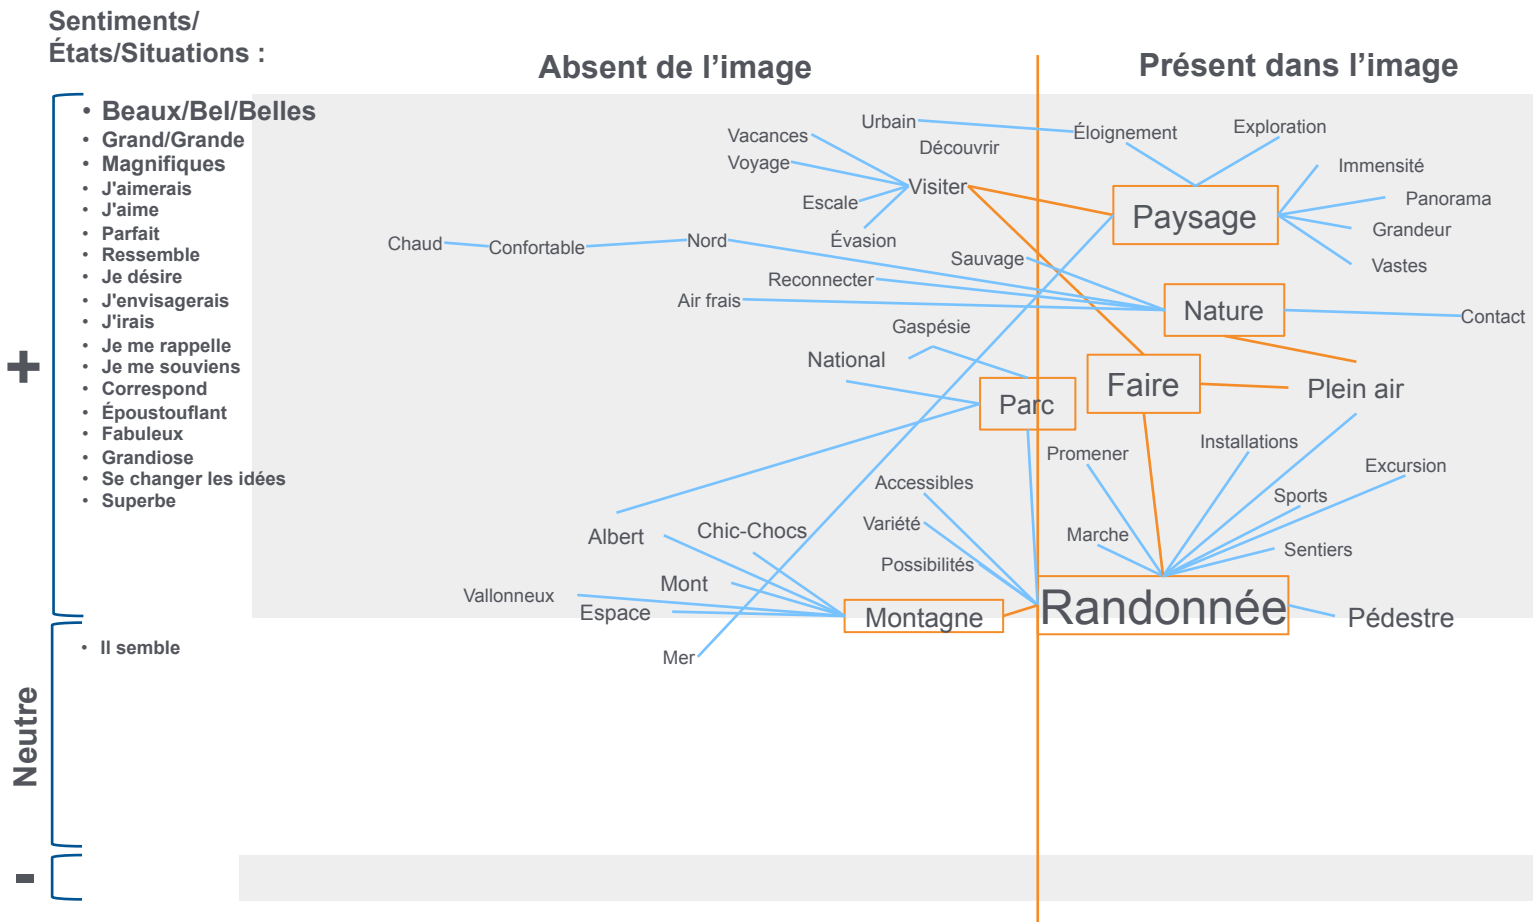 Sentiments/
États/Situations :
Absent de l'image
Présent dans l'image
+
• Beaux/Bel/Belles
• Grand/Grande
• Magnifiques
• J'aimerais
• J'aime
• Parfait
• Ressemble
• Je désire
• J'envisagerais
• J'irais
• Je me rappelle
• Je me souviens
• Correspond
• Époustouflant
• Fabuleux
• Grandiose
• Se changer les idées
• Superbe
Neutre
• Il semble
-
Urbain
Vacances
Découvrir
Voyage
Visiter
Escale
Évasion
Chaud
Confortable
Nord
Sauvage
Reconnecter
Air frais
Gaspésie
National
Parc
Accessibles
Variété
Possibilités
Albert
Chic-Chocs
Mont
Vallonneux
Espace
Montagne
Mer
Éloignement
Exploration
Immensité
Paysage
Panorama
Grandeur
Vastes
Nature
Contact
Faire
Plein air
Promener
Installations
Excursion
Sports
Marche
Sentiers
Randonnée
Pédestre